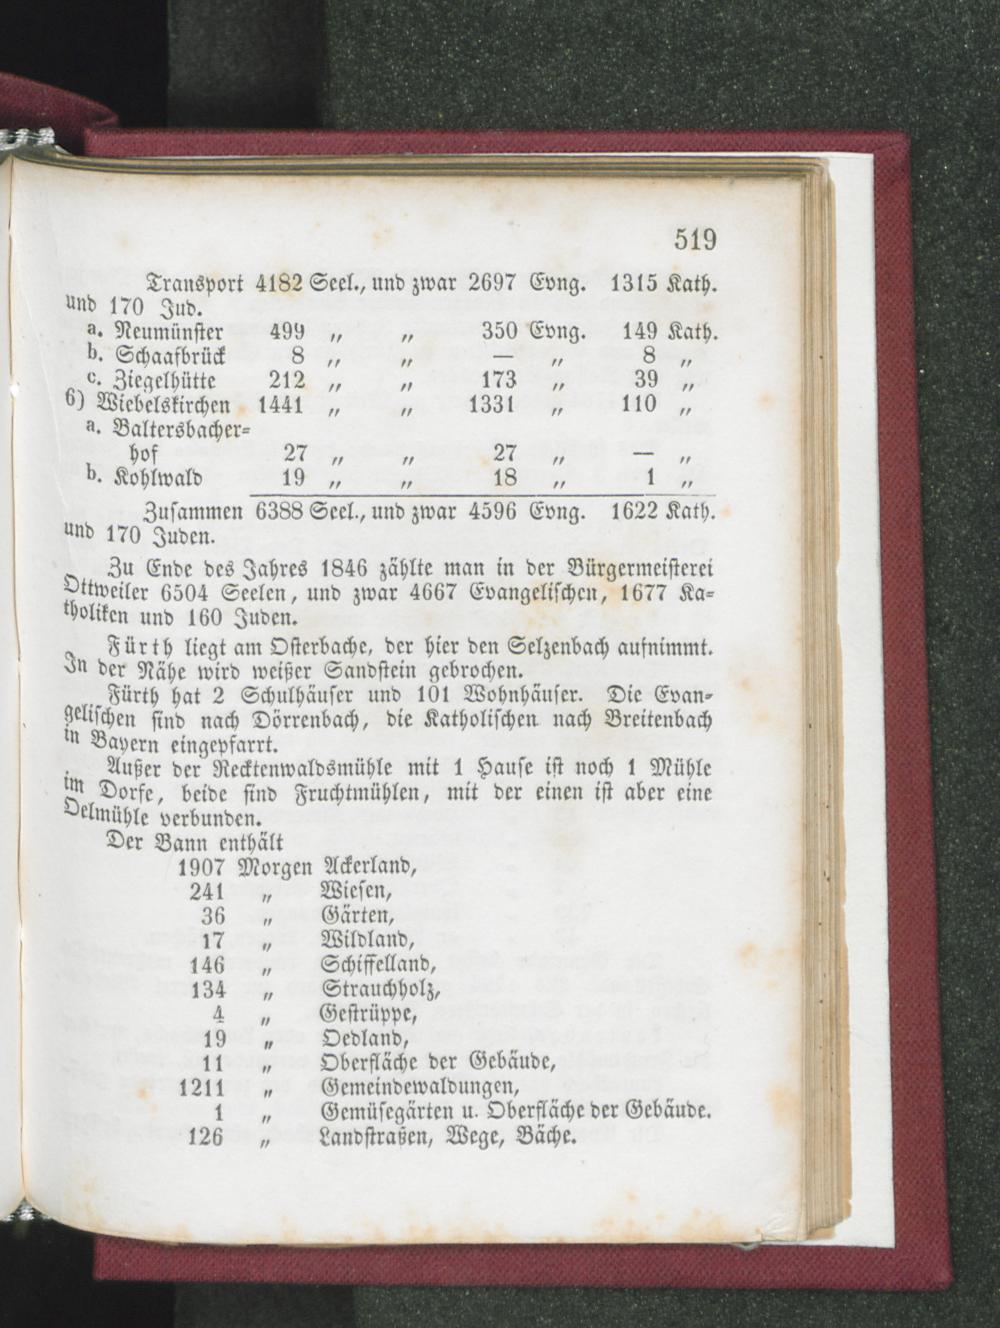 519
Transport 4182 Seel., und zwar 2697 Evng. 1315 Kath.
und 170 Jud.
a. Neumünster 499 „ „ 350 Evng. 149 Kath.
b. Schaafbrück 8 „ „ — „ 8 „
c. Ziegelhütte 212 „ „ 173 „ 39 „
6) Wiebelskirchen 1441 „ „ 1331 „ 110 „
a. Baltersbacher-
hof 27 „ „ 27 „ — „
b. Kohlwald 19 „ „ 18 „ 1 „
Zusammen 6388 Seel., und zwar 4596 Evng. 1622 Kath.
und 170 Juden.
Zu Ende des Jahres 1846 zählte man in der Bürgermeisterei
Ottweiler 6504 Seelen, und zwar 4667 Evangelischen, 1677 Ka-
tholiken und 160 Juden.
Fürth liegt am Osterbache, der hier den Selzenbach aufnimmt.
In der Nähe wird weißer Sandstein gebrochen.
Fürth hat 2 Schulhäuser und 101 Wohnhäuser. Die Evan-
gelischen sind nach Dörrenbach, die Katholischen nach Breitenbach
in Bayern eingepfarrt.
Außer der Recktenwaldsmühle mit 1 Hause ist noch 1 Mühle
im Dorfe, beide sind Fruchtmühlen, mit der einen ist aber eine
Oelmühle verbunden.
Der Bann enthält
1907 Morgen Ackerland,
241 „ Wiesen,
36 „ Gärten,
17 „ Wildland,
146 „ Schiffelland,
134 „ Strauchholz,
4 „ Gestrüppe,
19 „ Oedland,
11 „ Oberfläche der Gebäude,
1211 „ Gemeindewaldungen,
1 „ Gemüsegärten u. Oberfläche der Gebäude.
126 „ Landstraßen, Wege, Bäche.